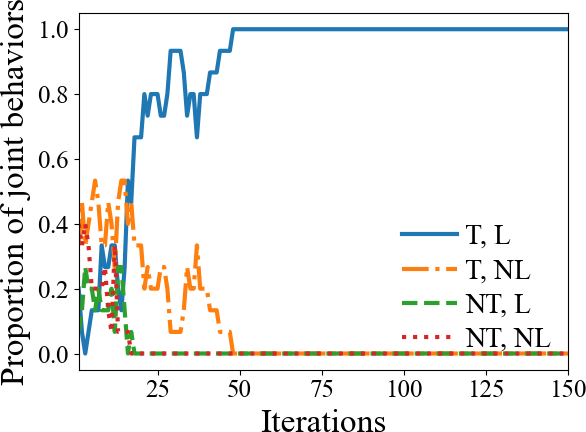 Proportion of joint behaviors
1.0
0.8
0.6
0.4
0.2
0.0
T, L
T, NL
NT, L
NT, NL
25
50
75
100
125
150
Iterations